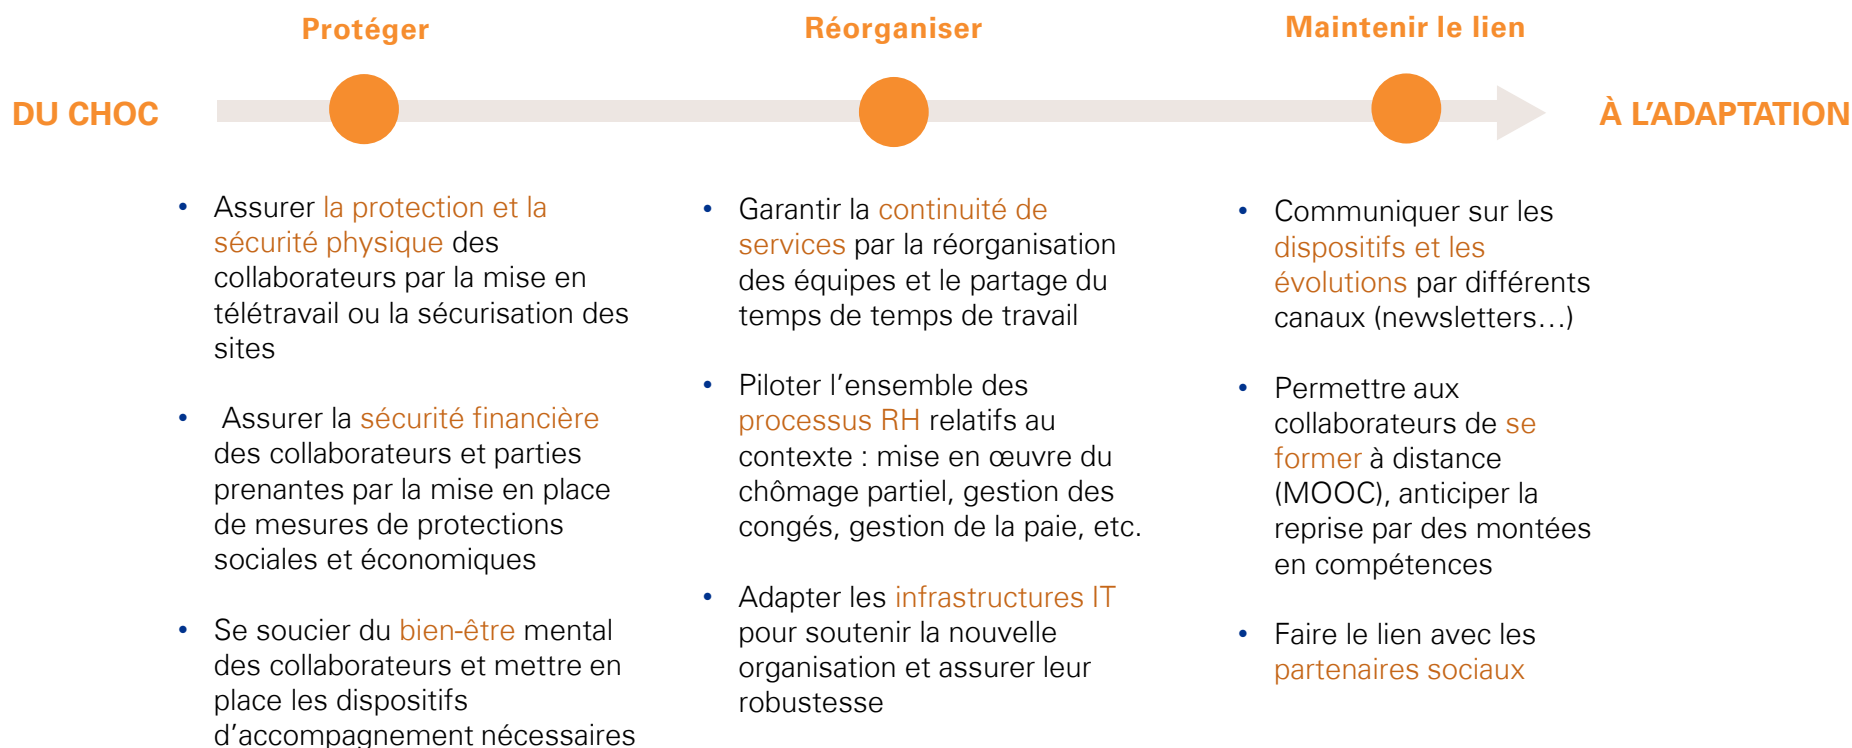 Protéger
Réorganiser
Maintenir le lien
DU CHOC
À L’ADAPTATION
• Assurer la protection et la
sécurité physique des
collaborateurs par la mise en
télétravail ou la sécurisation des
sites
• Assurer la sécurité financière
des collaborateurs et parties
prenantes par la mise en place
de mesures de protections
sociales et économiques
• Se soucier du bien-être mental
des collaborateurs et mettre en
place les dispositifs
d’accompagnement nécessaires
• Garantir la continuité de
services par la réorganisation
des équipes et le partage du
temps de temps de travail
• Piloter l’ensemble des
processus RH relatifs au
contexte : mise en œuvre du
chômage partiel, gestion des
congés, gestion de la paie, etc.
• Adapter les infrastructures IT
pour soutenir la nouvelle
organisation et assurer leur
robustesse
• Communiquer sur les
dispositifs et les
évolutions par différents
canaux (newsletters…)
• Permettre aux
collaborateurs de se
former à distance
(MOOC), anticiper la
reprise par des montées
en compétences
• Faire le lien avec les
partenaires sociaux